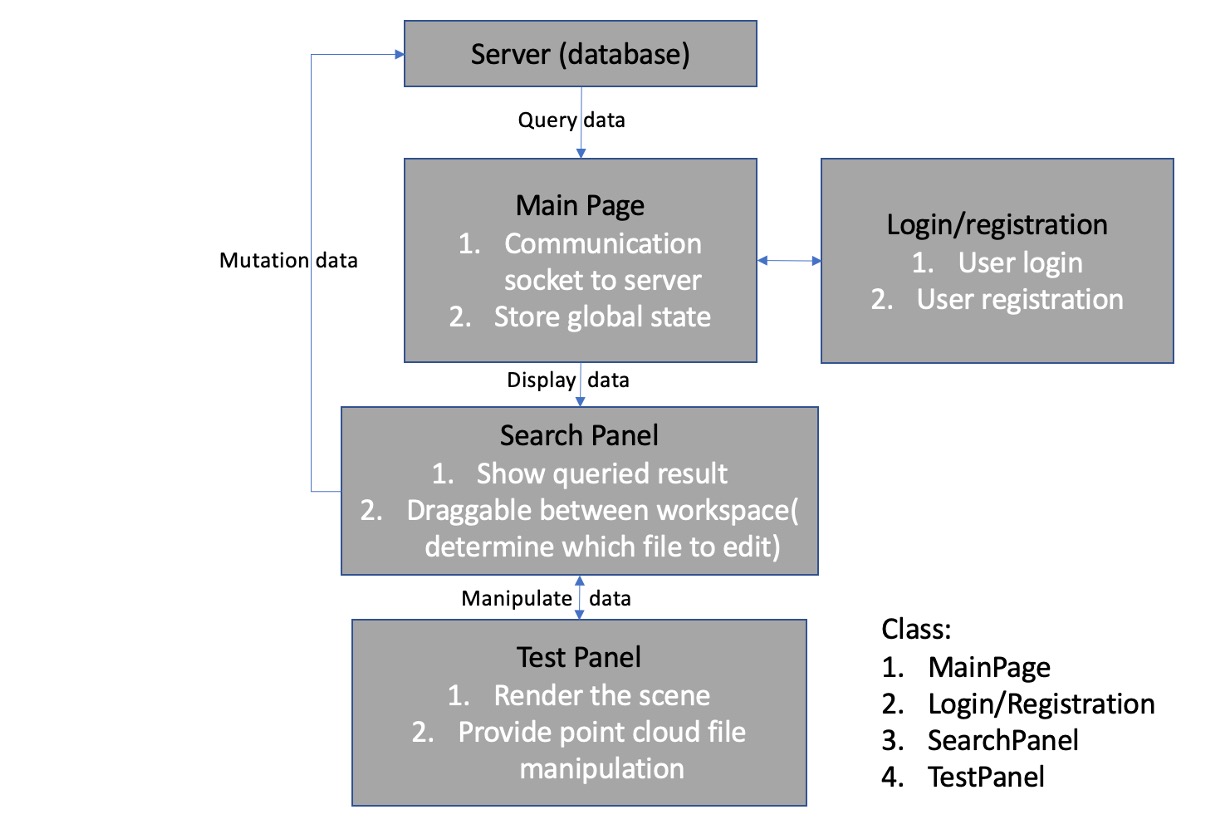 Server (database)
Query data
Main Page
1. Communication
socket to server
2. Store global state
Login/registration
1. User login
2. User registration
Mutation data
Display data
Search Panel
1. Show queried result
2. Draggable between workspace(
determine which file to edit)
Manipulate data
Test Panel
1. Render the scene
2. Provide point cloud file
manipulation
Class:
1. MainPage
2. Login/Registration
3. SearchPanel
4. TestPanel